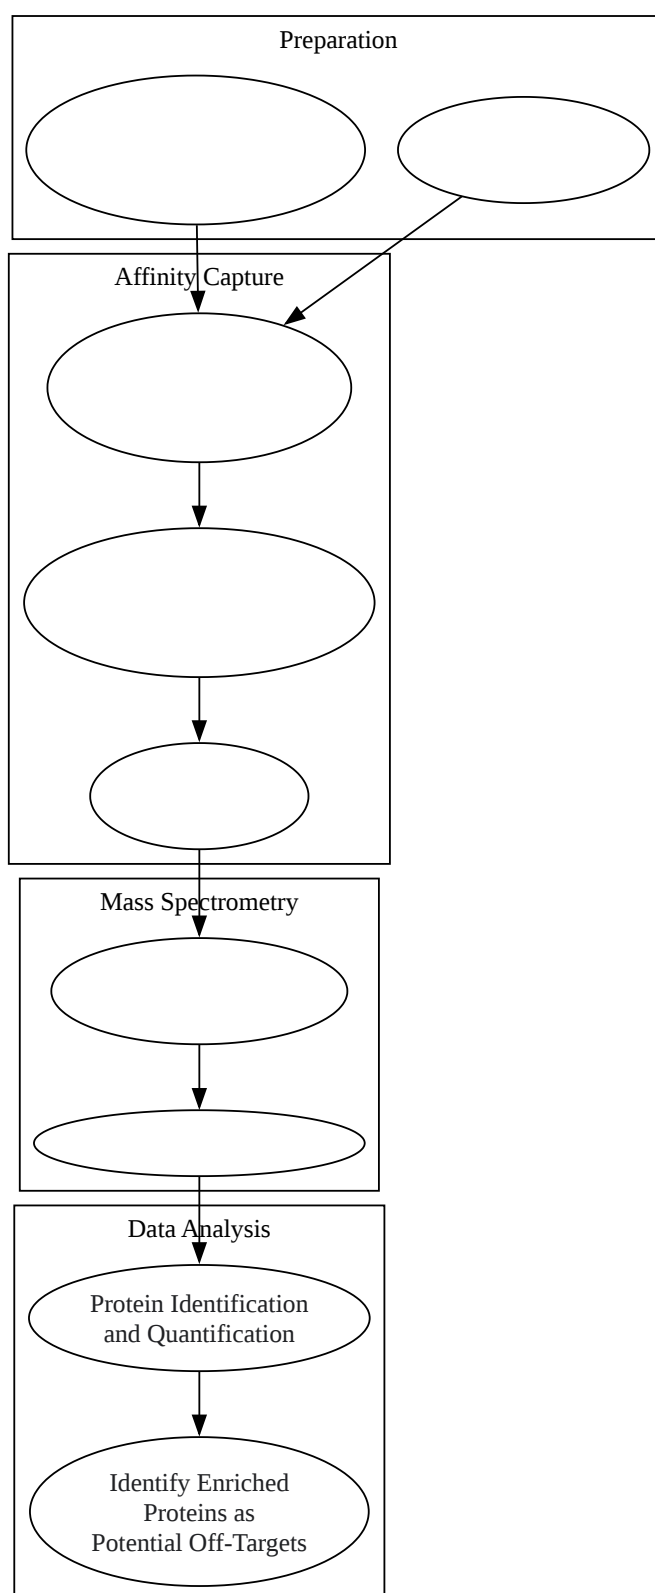 Preparation
Affinity Capture
Mass Spectrometry
Data Analysis
Protein Identification
and Quantification
Identify Enriched
Proteins as
Potential Off-Targets